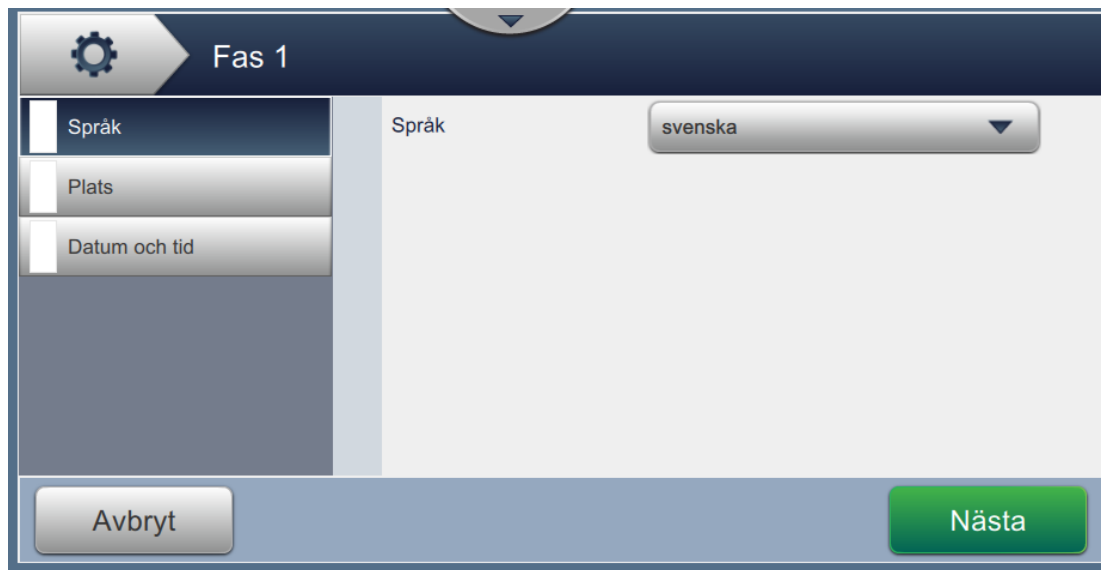 Fas 1
Språk
Plats
Datum och tid
Språk
svenska
Avbryt
Nästa